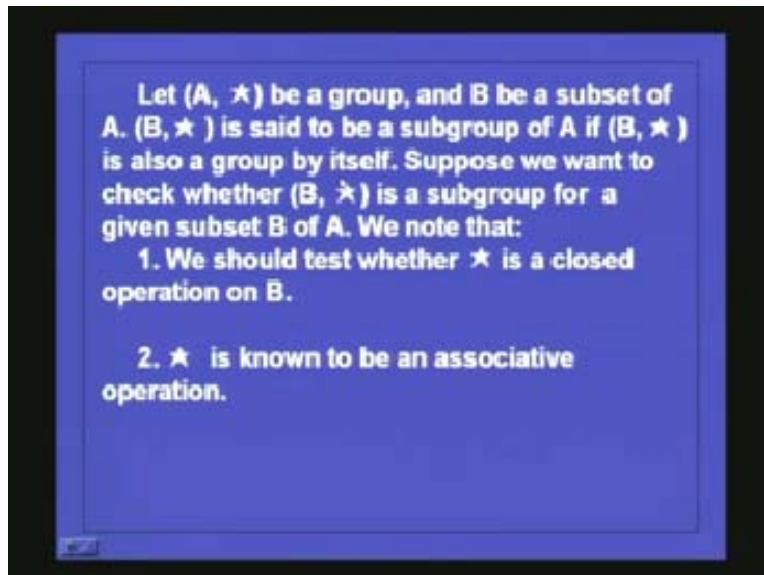 Let (A, ★) be a group, and B be a subset of
A. (B, ★ ) is said to be a subgroup of A if (B, ★ )
is also a group by itself. Suppose we want to
check whether (B, ★) is a subgroup for a
given subset B of A. We note that:
1. We should test whether ★ is a closed
operation on B.
2. ★ is known to be an associative
operation.